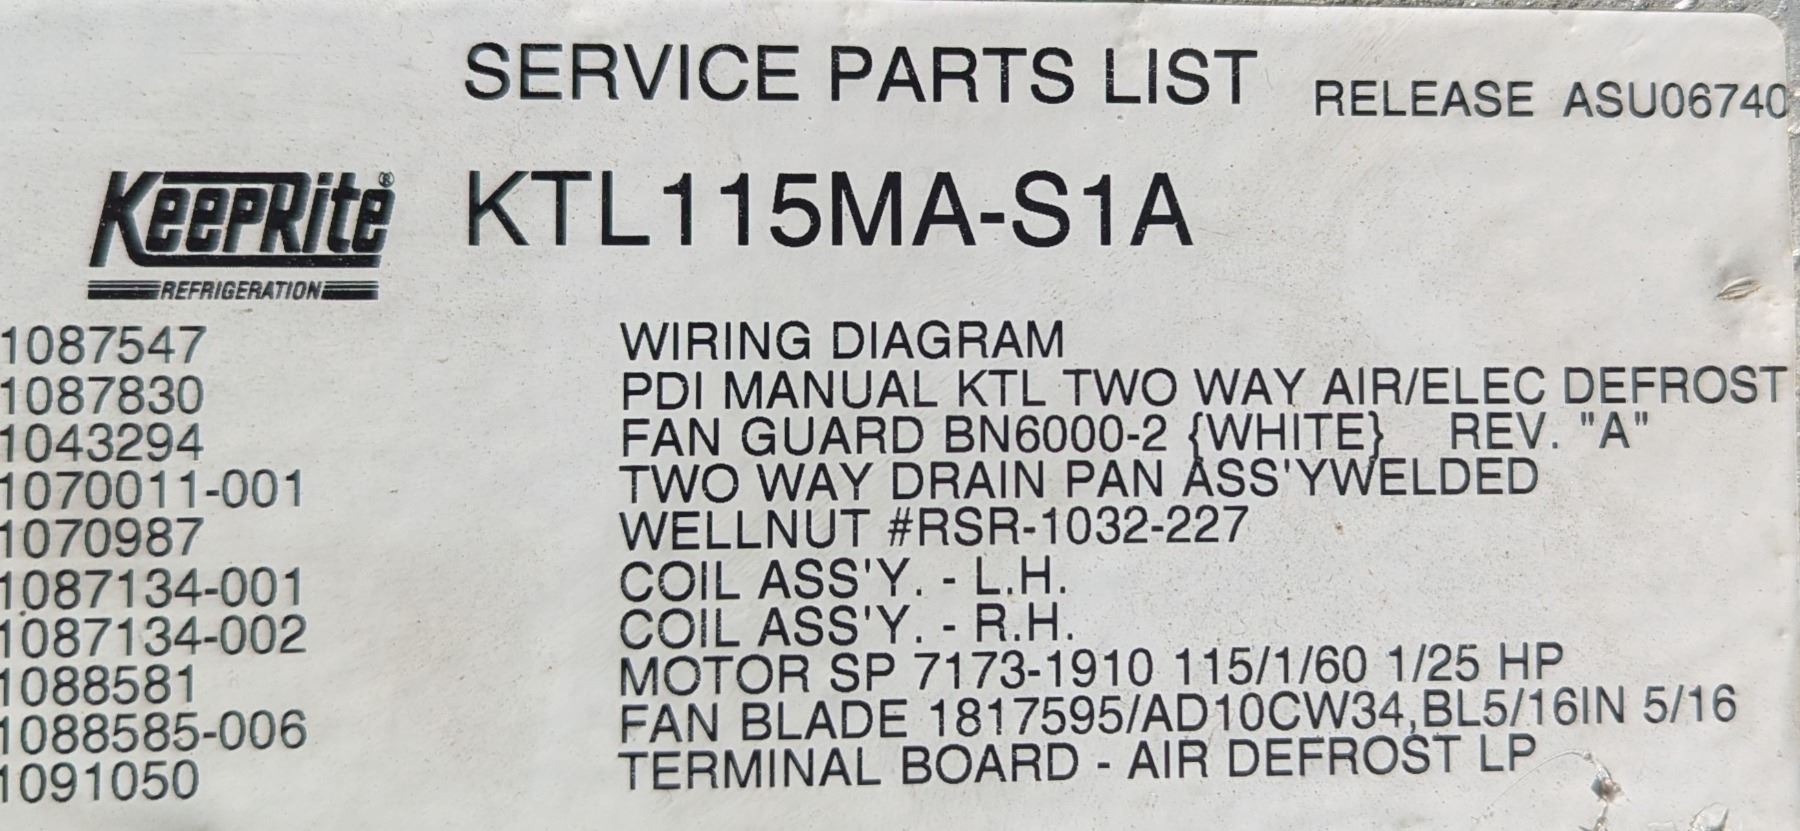 SERVICE PARTS LIST RELEASE ASU06740
KeepRite® KTL115MA-S1A
REFRIGERATION
1087547 WIRING DIAGRAM
1087830 PDI MANUAL KTL TWO WAY AIR/ELEC DEFROST
1043294 FAN GUARD BN6000-2 {WHITE} REV. "A"
1070011-001 TWO WAY DRAIN PAN ASS'YWELDED
1070987 WELLNUT #RSR-1032-227
1087134-001 COIL ASS'Y. - L.H.
1087134-002 COIL ASS'Y. - R.H.
1088581 MOTOR SP 7173-1910 115/1/60 1/25 HP
1088585-006 FAN BLADE 1817595/AD10CW34,BL5/16IN 5/16
1091050 TERMINAL BOARD - AIR DEFROST LP